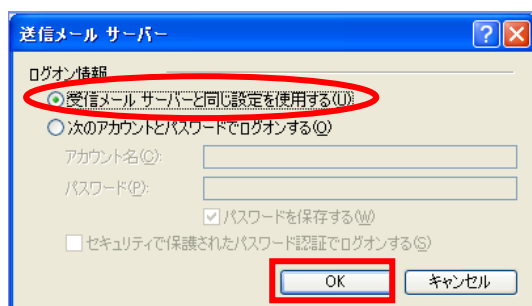 送信メール サーバー
ログオン情報
受信メール サーバーと同じ設定を使用する(U)
次のアカウントとパスワードでログオンする(O)
アカウント名(C):
パスワード(P):
パスワードを保存する(W)
セキュリティで保護されたパスワード認証でログオンする(S)
OK キャンセル